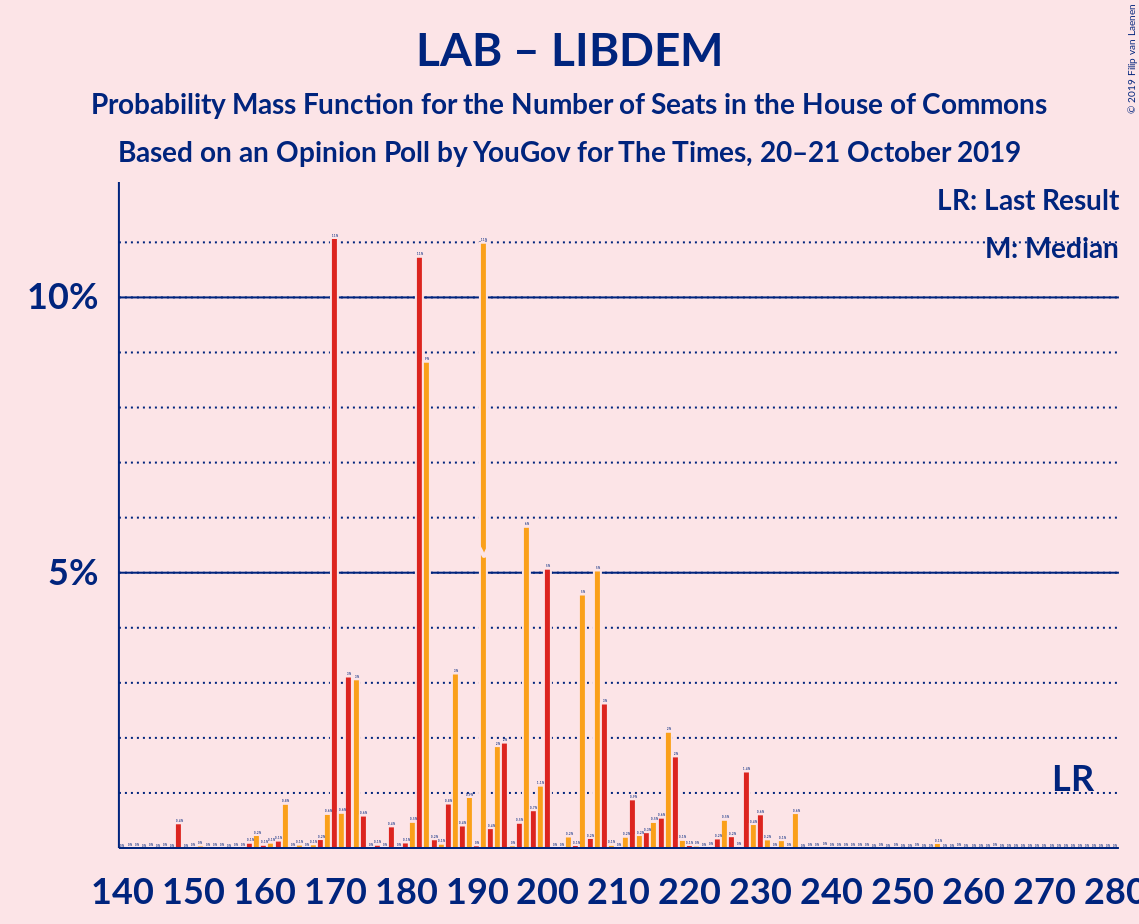 LAB – LIBDEM
Probability Mass Function for the Number of Seats in the House of Commons
Based on an Opinion Poll by YouGov for The Times, 20–21 October 2019
© 2019 Filip van Laenen
LR: Last Result
M: Median
10%
5%
LR
140 150 160 170 180 190 200 210 220 230 240 250 260 270 280